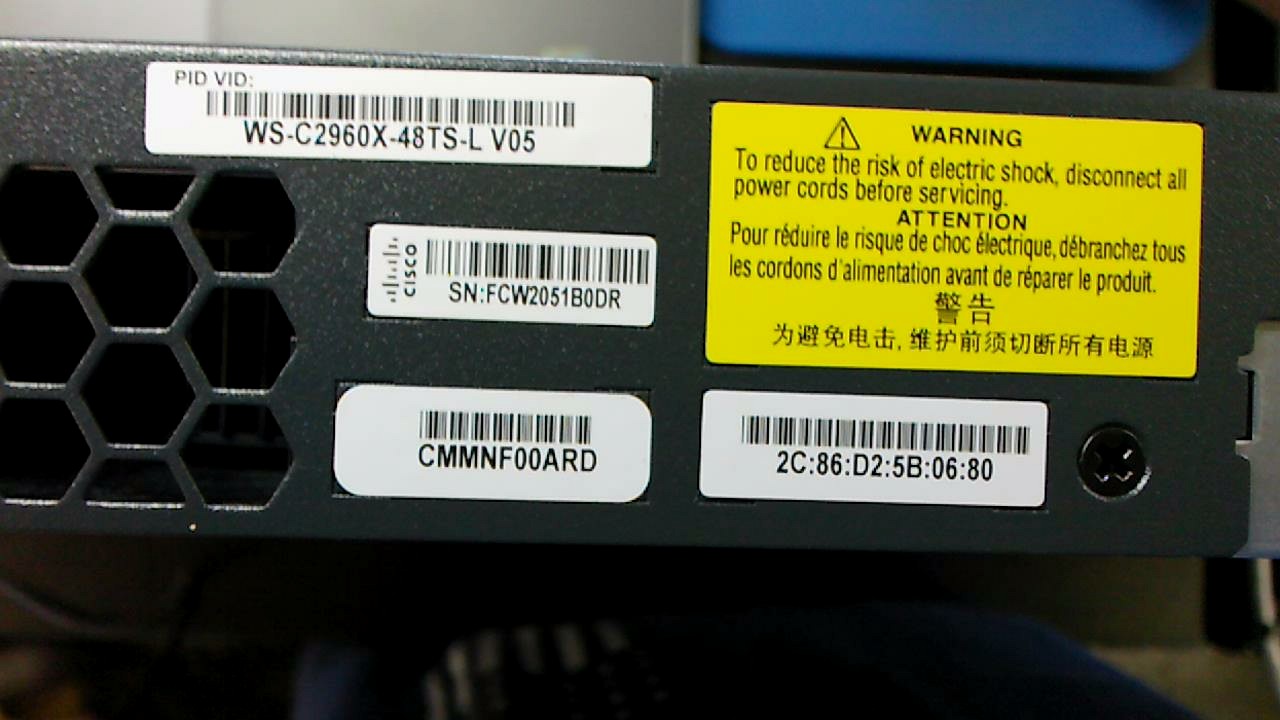 PID VID:
WS-C2960X-48TS-L V05
CISCO
SN:FCW2051B0DR
CMMNF00ARD
WARNING
To reduce the risk of electric shock, disconnect all
power cords before servicing.
ATTENTION
Pour réduire le risque de choc électrique, débranchez tous
les cordons d'alimentation avant de réparer le produit.
警告
为避免电击, 维护前须切断所有电源
2C:86:D2:5B:06:80